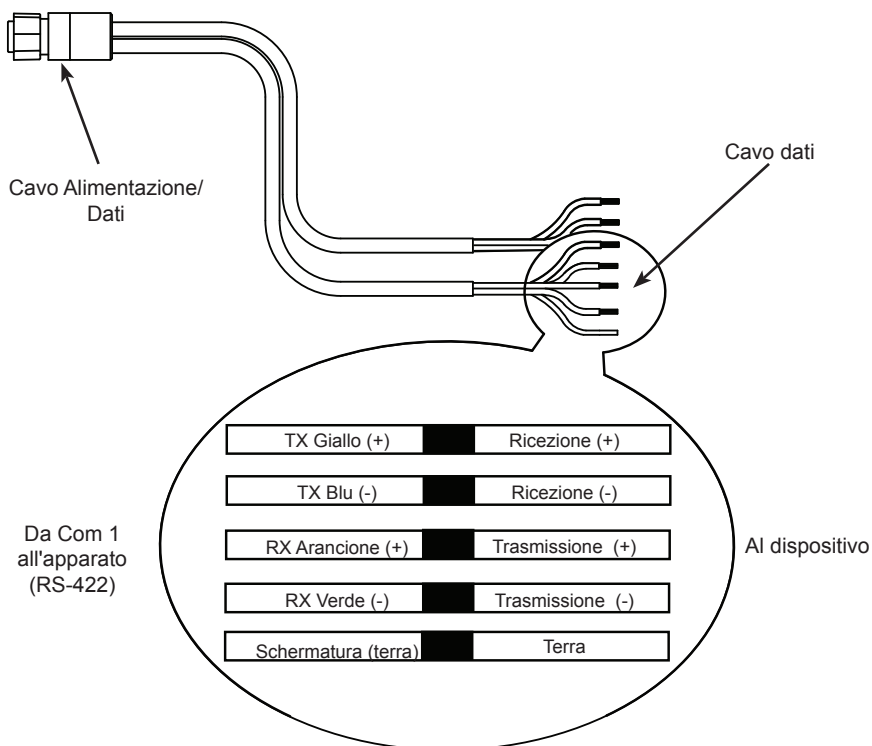 Cavo Alimentazione/
Dati
Cavo dati
TX Giallo (+) Ricezione (+)
TX Blu (-) Ricezione (-)
Da Com 1
all'apparato
(RS-422)
RX Arancione (+) Trasmissione (+)
Al dispositivo
RX Verde (-) Trasmissione (-)
Schermatura (terra) Terra